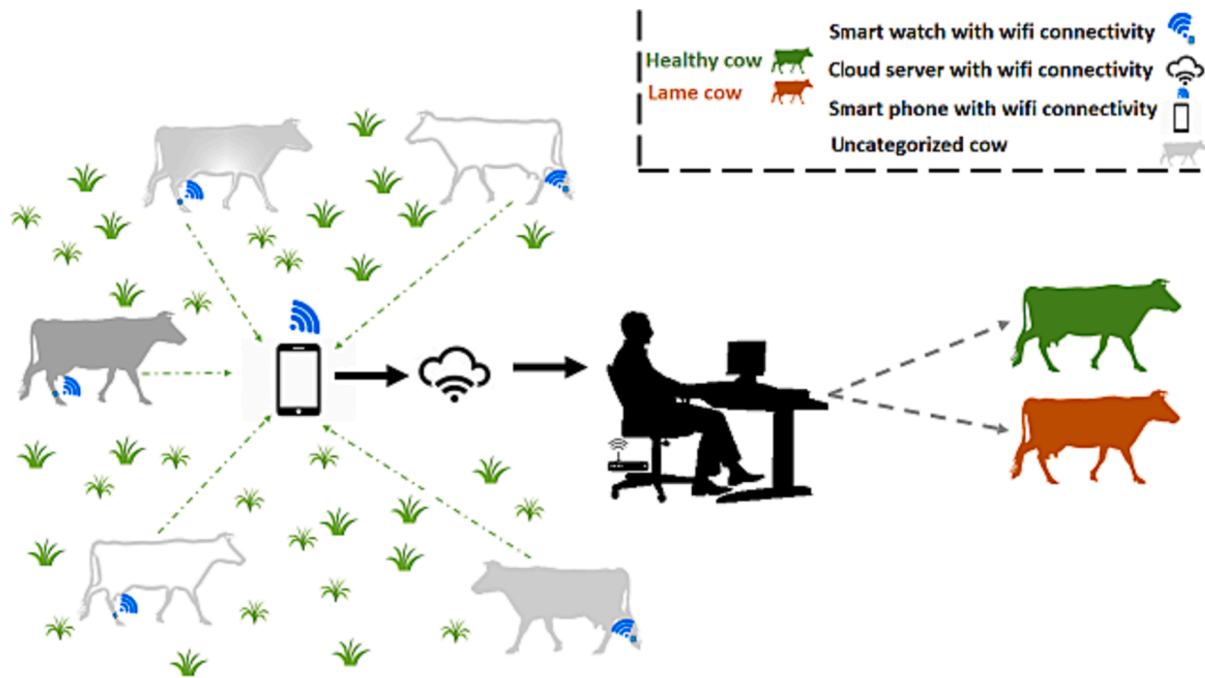 Smart watch with wifi connectivity
Healthy cow
Cloud server with wifi connectivity
Lame cow
Smart phone with wifi connectivity
Uncategorized cow